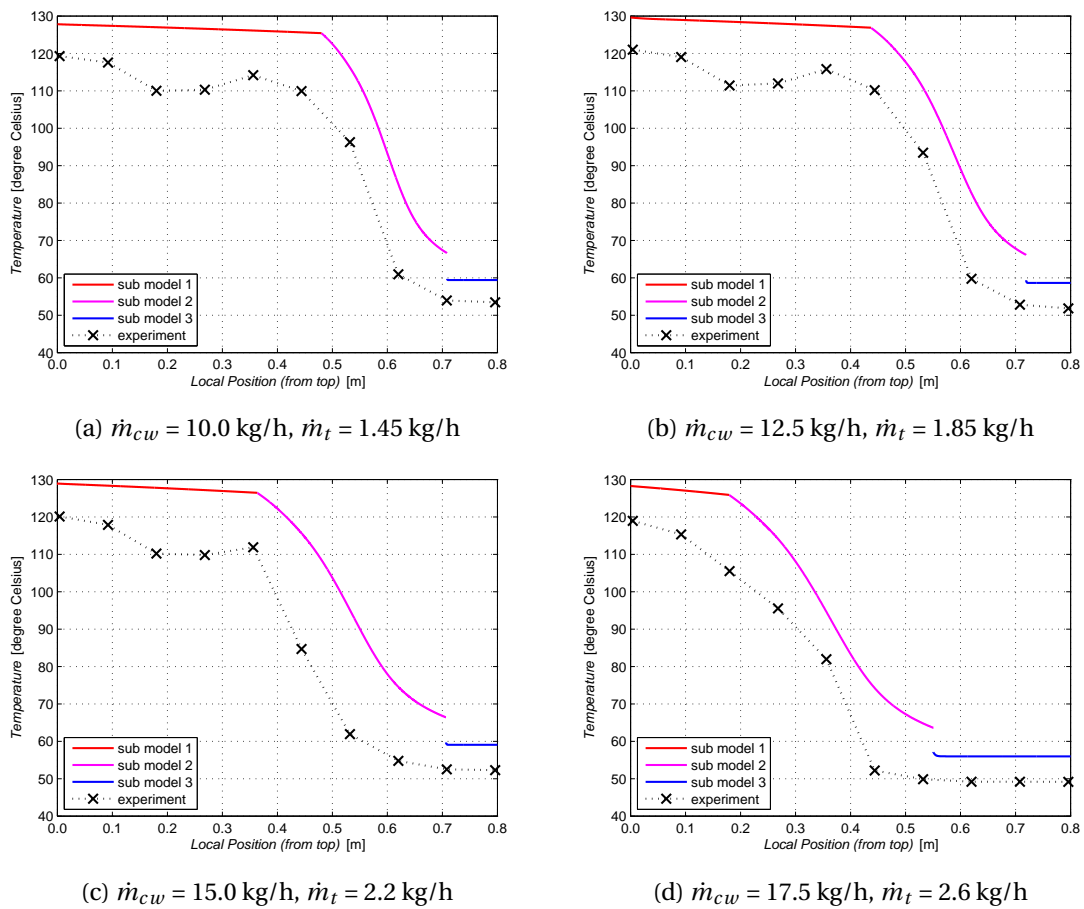 130
120
110
100
90
80
70
60
50
40
Temperature [degree Celsius]
sub model 1
sub model 2
sub model 3
experiment
0.0 0.1 0.2 0.3 0.4 0.5 0.6 0.7 0.8
Local Position (from top) [m]
(a) ṁcw = 10.0 kg/h, ṁt = 1.45 kg/h
130
120
110
100
90
80
70
60
50
40
Temperature [degree Celsius]
sub model 1
sub model 2
sub model 3
experiment
0.0 0.1 0.2 0.3 0.4 0.5 0.6 0.7 0.8
Local Position (from top) [m]
(b) ṁcw = 12.5 kg/h, ṁt = 1.85 kg/h
130
120
110
100
90
80
70
60
50
40
Temperature [degree Celsius]
sub model 1
sub model 2
sub model 3
experiment
0.0 0.1 0.2 0.3 0.4 0.5 0.6 0.7 0.8
Local Position (from top) [m]
(c) ṁcw = 15.0 kg/h, ṁt = 2.2 kg/h
130
120
110
100
90
80
70
60
50
40
Temperature [degree Celsius]
sub model 1
sub model 2
sub model 3
experiment
0.0 0.1 0.2 0.3 0.4 0.5 0.6 0.7 0.8
Local Position (from top) [m]
(d) ṁcw = 17.5 kg/h, ṁt = 2.6 kg/h